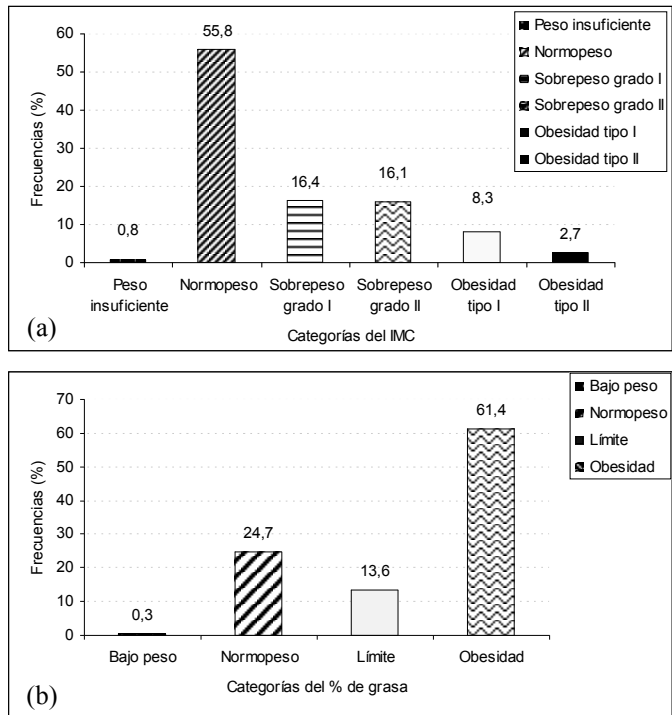 60
50
40
30
20
10
0
Frecuencias (%)
0,8
55,8
16,4
16,1
8,3
2,7
Peso insuficiente
Normopeso
Sobrepeso grado I
Sobrepeso grado II
Obesidad tipo I
Obesidad tipo II
Peso
insuficiente
Normopeso
Sobrepeso
grado I
Sobrepeso
grado II
Obesidad
tipo I
Obesidad
tipo II
Categorías del IMC
(a)
70
60
50
40
30
20
10
0
Frecuencias (%)
0,3
24,7
13,6
61,4
Bajo peso
Normopeso
Límite
Obesidad
Bajo peso
Normopeso
Límite
Obesidad
Categorías del % de grasa
(b)